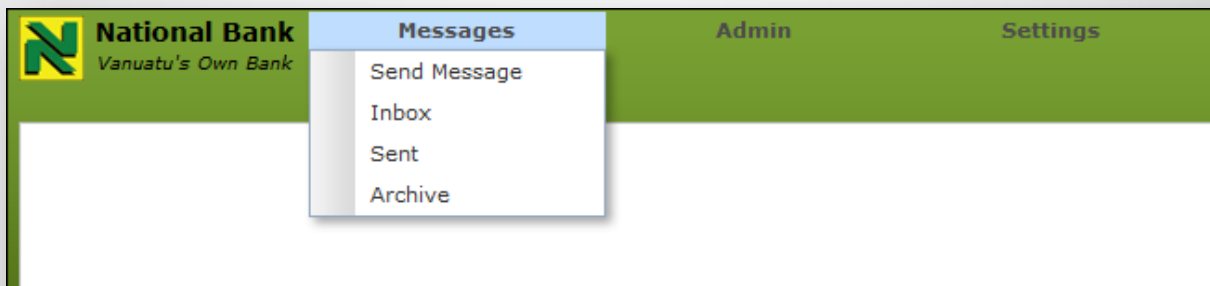 National Bank
Vanuatu's Own Bank
Messages
Admin
Settings
Send Message
Inbox
Sent
Archive